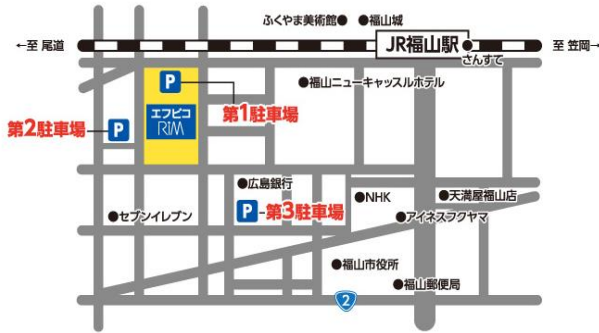 ふくやま美術館● ●福山城
←至 尾道
JR福山駅
至 笠岡→
さんすて
P
第1駐車場
●福山ニューキャッスルホテル
エフピコ
RIM
第2駐車場 P
●広島銀行
P-第3駐車場
●NHK
●天満屋福山店
●セブンイレブン
●アイネスフクヤマ
●福山市役所
●福山郵便局
2